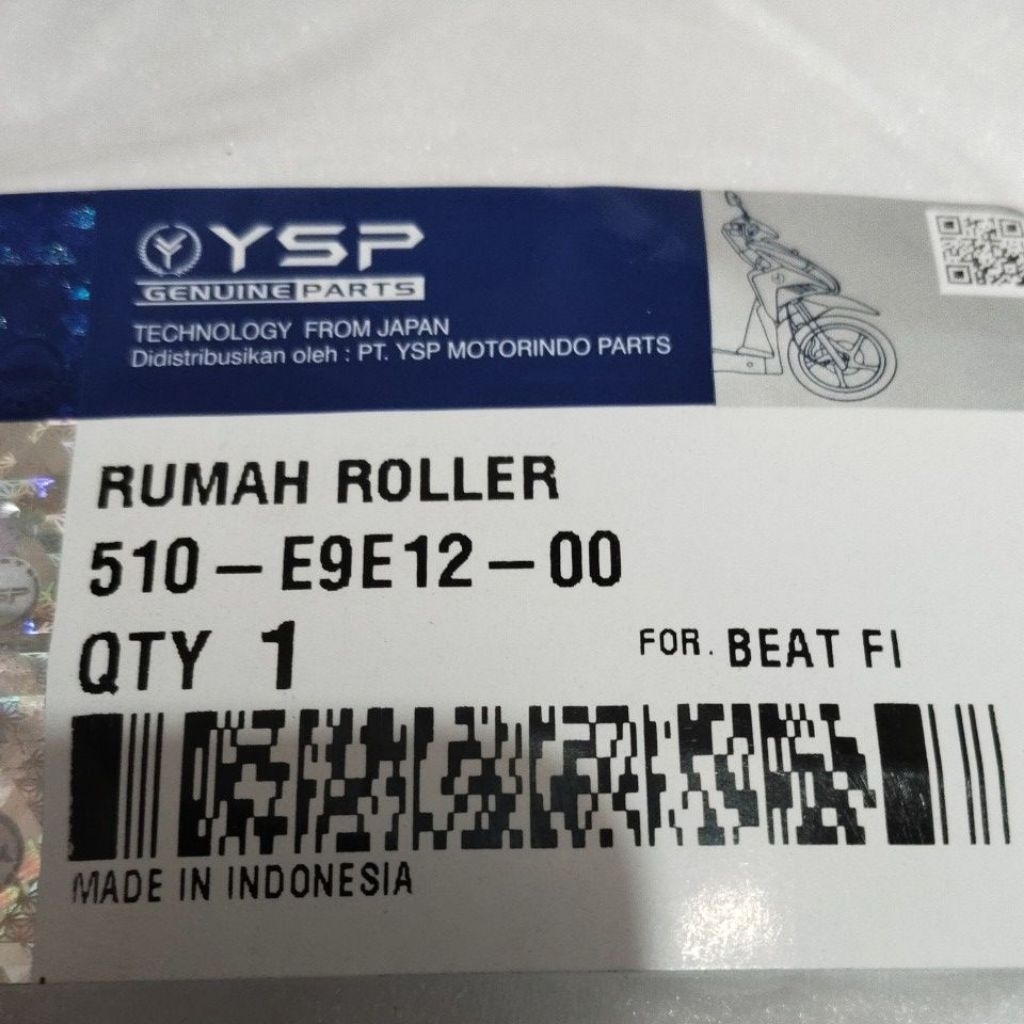 YSP
GENUINE PARTS
TECHNOLOGY FROM JAPAN
Didistribusikan oleh : PT. YSP MOTORINDO PARTS
RUMAH ROLLER
510-E9E12-00
QTY 1
FOR. BEAT FI
MADE IN INDONESIA